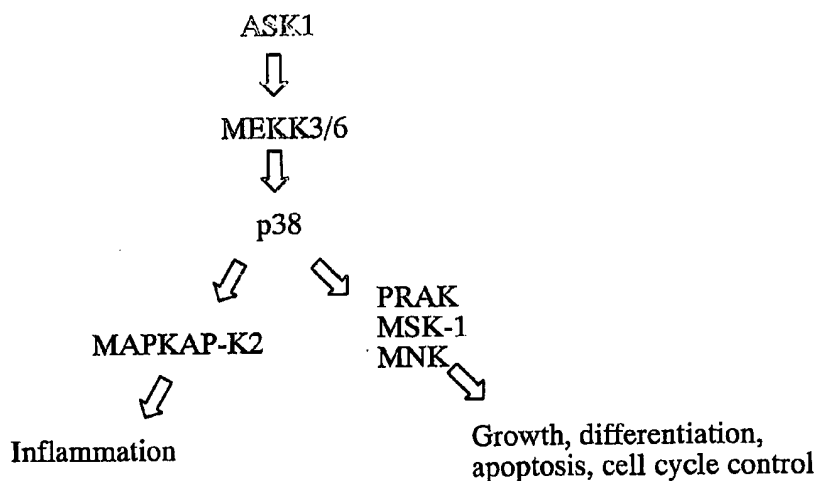 ASK1
MEKK3/6
p38
MAPKAP-K2
PRAK
MSK-1
MNK
Inflammation
Growth, differentiation,
apoptosis, cell cycle control